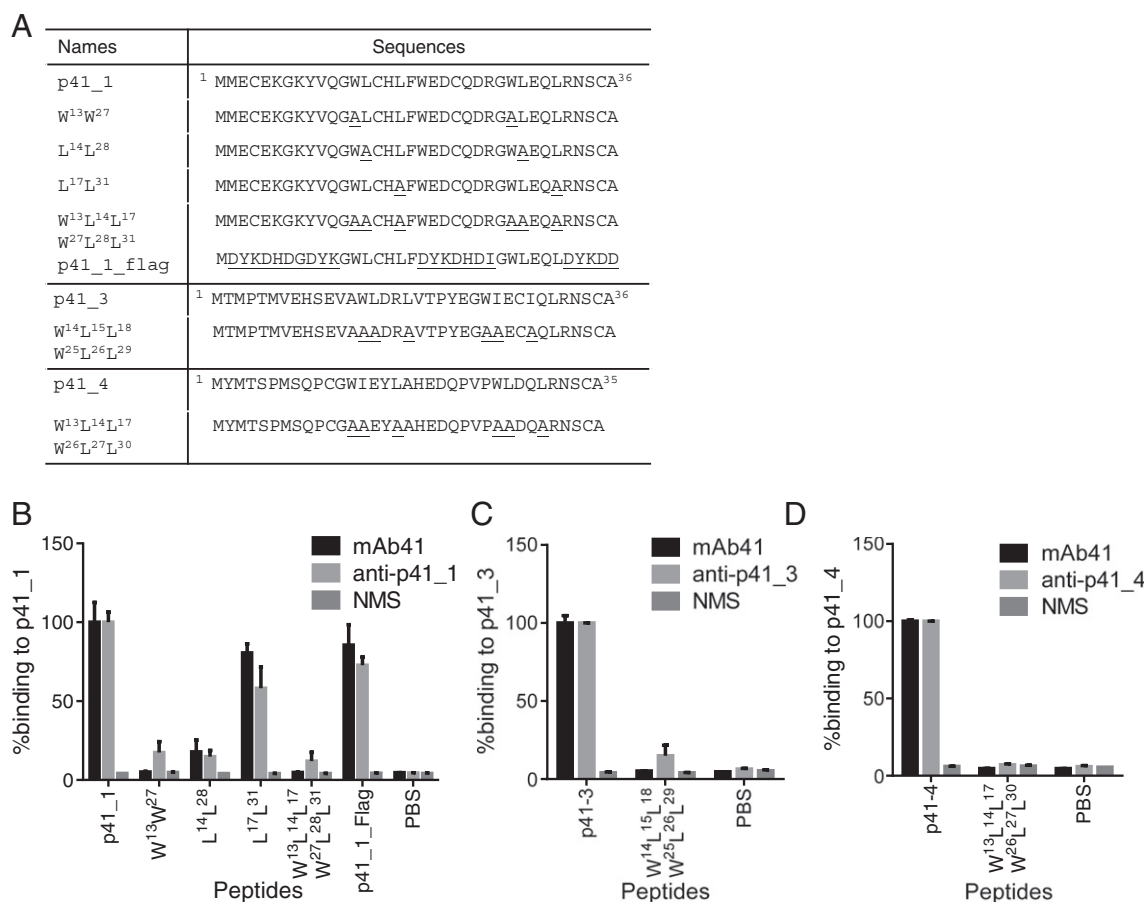 A
Names Sequences
p41_1 1 MMECEKGKYVQGWLCHLFWEDCQDRGWLEQLRNSCA36
W13W27 MMECEKGKYVQGALCHLFWEDCQDRGALEQLRNSCA
L14L28 MMECEKGKYVQGWACHLFWEDCQDRGWAEQLRNSCA
L17L31 MMECEKGKYVQGWLCHAFWEDCQDRGWLEQARNSCA
W13L14L17 MMECEKGKYVQGAACHAFWEDCQDRGAAEQARNSCA
W27L28L31
p41_1_flag MDYKDHDGDYKGWLCHLFDYKDHDIGWLEQLDYKDD
p41_3 1 MTMPTMVEHSEVAWLDRLVTPYEGWIECIQLRNSCA36
W14L15L18 MTMPTMVEHSEVAAADRAVTPYEGAAECAQLRNSCA
W25L26L29
p41_4 1 MYMTSPMSQPCGWIEYLAHEDQPVPWLDQLRNSCA35
W13L14L17 MYMTSPMSQPCGAAEYAAHEDQPVPAADQARNSCA
W26L27L30
B
%binding to p41_1
150
100
50
0
mAb41
anti-p41_1
NMS
p41_1
W13W27
L14L28
L17L31
W13L14L17
W27L28L31
p41_1_Flag
PBS
Peptides
C
%binding to p41_3
150
100
50
0
mAb41
anti-p41_3
NMS
p41-3
W14L15L18
W25L26L29
PBS
Peptides
D
%binding to p41_4
150
100
50
0
mAb41
anti-p41_4
NMS
p41-4
W13L14L17
W26L27L30
PBS
Peptides